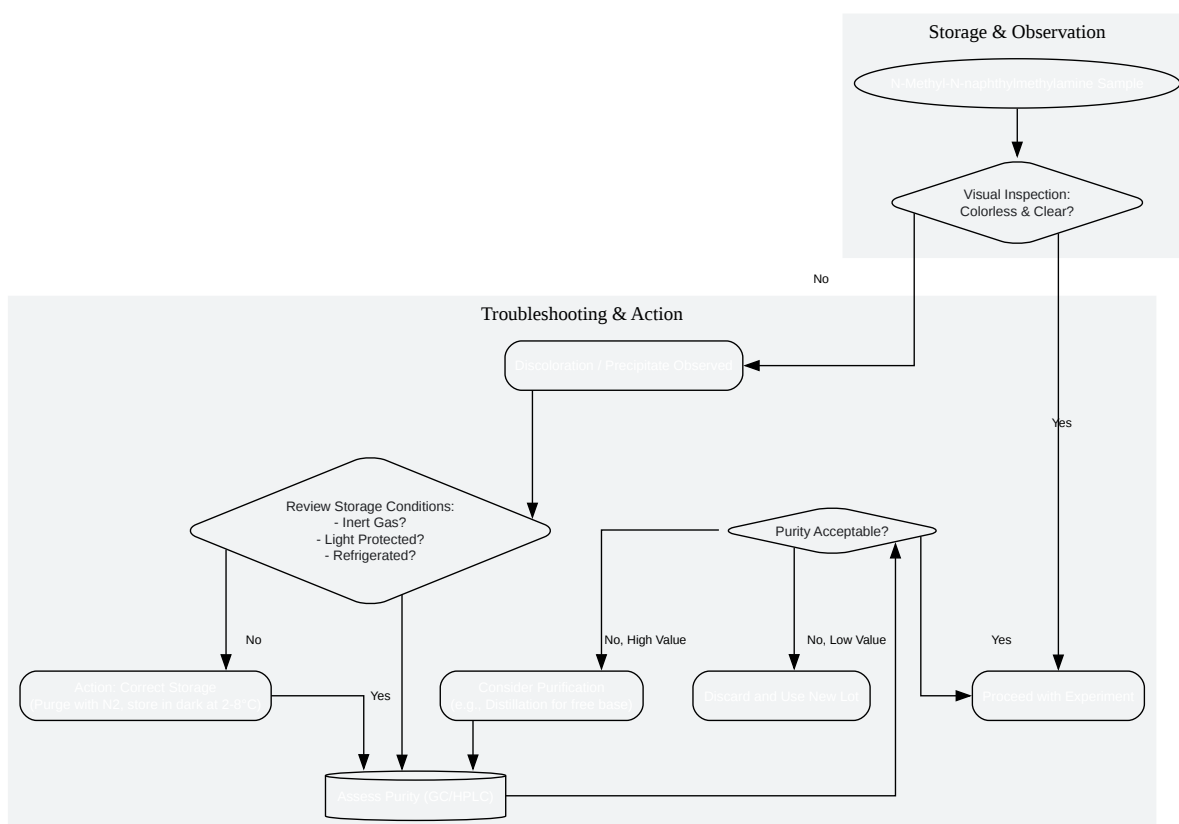 Storage & Observation
N-Methyl-N-naphthylmethylamine Sample
Visual Inspection:
Colorless & Clear?
No
Troubleshooting & Action
Discoloration / Precipitate Observed
Yes
Review Storage Conditions:
- Inert Gas?
- Light Protected?
- Refrigerated?
Purity Acceptable?
No
No, High Value
No, Low Value
Yes
Action: Correct Storage
(Purge with N2, store in dark at 2-8°C)
Yes
Consider Purification
(e.g., Distillation for free base)
Discard and Use New Lot
Proceed with Experiment
Assess Purity (GC/HPLC)